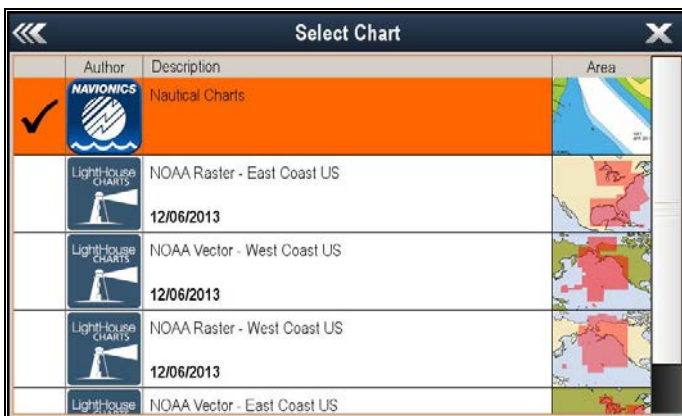 Select Chart
Author Description Area
NAVIONICS
Nautical Charts
LightHouse
CHARTS
NOAA Raster - East Coast US
12/06/2013
LightHouse
CHARTS
NOAA Vector - West Coast US
12/06/2013
LightHouse
CHARTS
NOAA Raster - West Coast US
12/06/2013
LightHouse
NOAA Vector - East Coast US